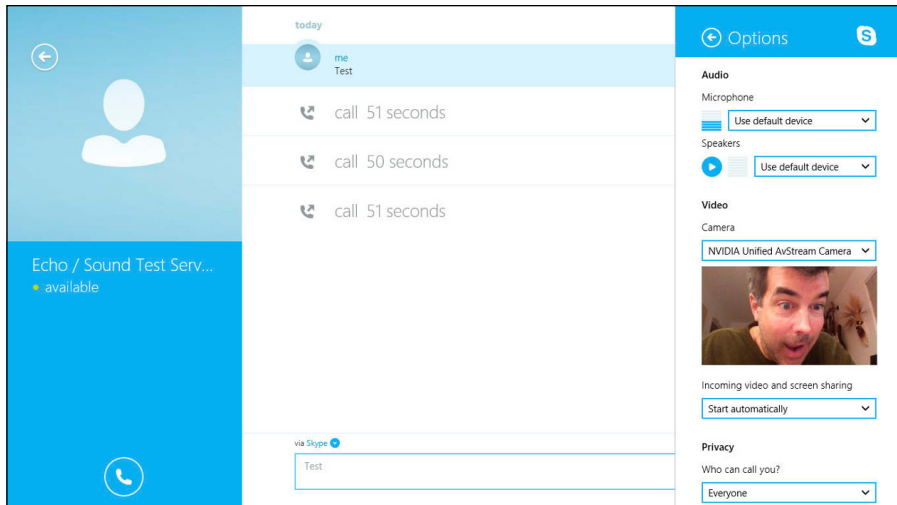 Echo / Sound Test Serv...
available
today
me
Test
call 51 seconds
call 50 seconds
call 51 seconds
via Skype
Test
Options
S
Audio
Microphone
Use default device
Speakers
Use default device
Video
Camera
NVIDIA Unified AvStream Camera
Incoming video and screen sharing
Start automatically
Privacy
Who can call you?
Everyone